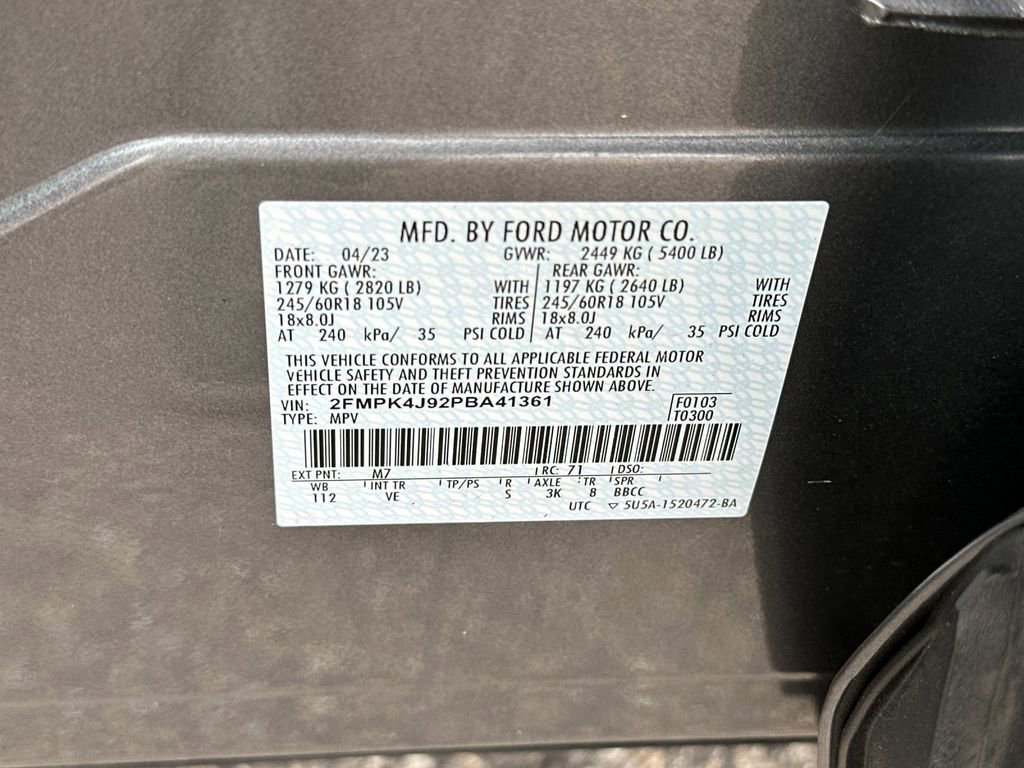 MFD. BY FORD MOTOR CO.
DATE: 04/23 GVWR: 2449 KG ( 5400 LB)
FRONT GAWR: REAR GAWR:
1279 KG ( 2820 LB) WITH 1197 KG ( 2640 LB) WITH
245/60R18 105V TIRES 245/60R18 105V TIRES
18x8.0J RIMS 18x8.0J RIMS
AT 240 kPa/ 35 PSI COLD AT 240 kPa/ 35 PSI COLD
THIS VEHICLE CONFORMS TO ALL APPLICABLE FEDERAL MOTOR
VEHICLE SAFETY AND THEFT PREVENTION STANDARDS IN
EFFECT ON THE DATE OF MANUFACTURE SHOWN ABOVE.
VIN: 2FMPK4J92PBA41361 F0103
TYPE: MPV T0300
EXT PNT: M7 RC: 71 DSO:
WB INT TR TP/PS R AXLE TR SPR
112 VE S 3K 8 BBCC
UTC ▽ 5U5A-1520472-BA